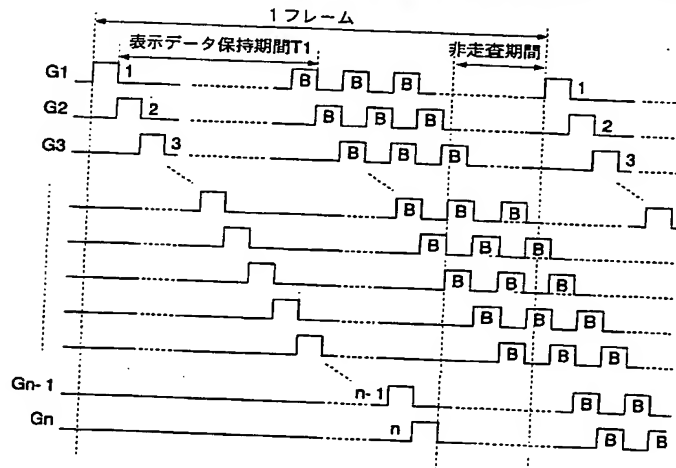 1フレーム
表示データ保持期間T1
非走査期間
G1 1 B B B 1
G2 2 B B B 2
G3 3 B B B 3
B B B
B B B
B B B
B B B
B B B
Gn-1 n-1 B B
Gn n B B